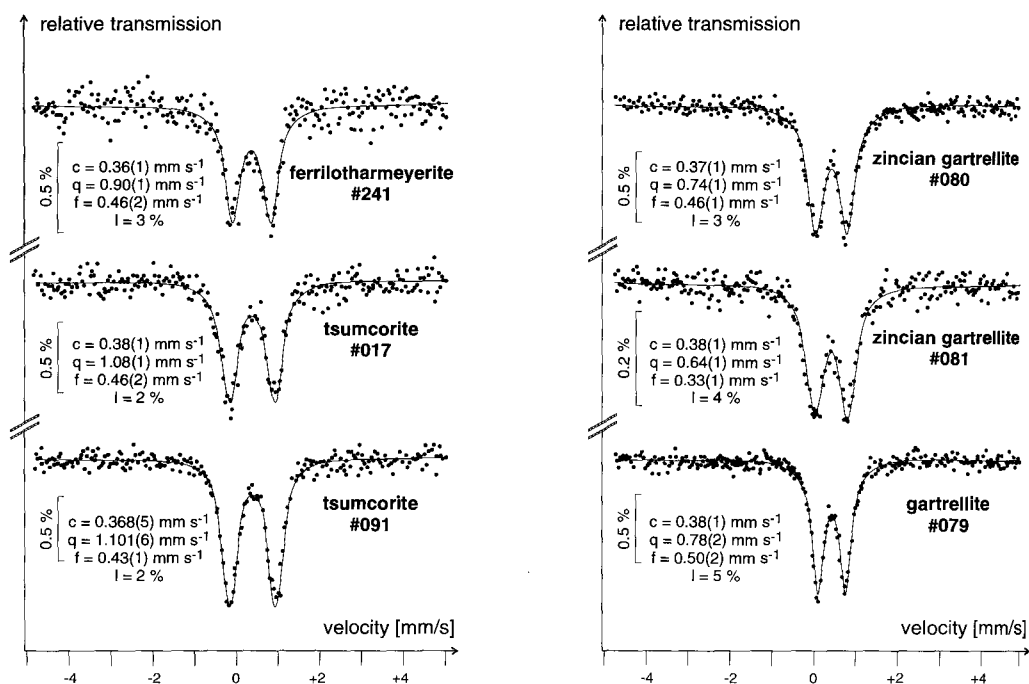 relative transmission
0.5 %
c = 0.36(1) mm s-1
q = 0.90(1) mm s-1
f = 0.46(2) mm s-1
I = 3 %
ferrilotharmeyerite
#241
0.5 %
c = 0.38(1) mm s-1
q = 1.08(1) mm s-1
f = 0.46(2) mm s-1
I = 2 %
tsumcorite
#017
0.5 %
c = 0.368(5) mm s-1
q = 1.101(6) mm s-1
f = 0.43(1) mm s-1
I = 2 %
tsumcorite
#091
velocity [mm/s]
-4 -2 0 +2 +4
relative transmission
0.5 %
c = 0.37(1) mm s-1
q = 0.74(1) mm s-1
f = 0.46(1) mm s-1
I = 3 %
zincian gartrellite
#080
0.2 %
c = 0.38(1) mm s-1
q = 0.64(1) mm s-1
f = 0.33(1) mm s-1
I = 4 %
zincian gartrellite
#081
0.5 %
c = 0.38(1) mm s-1
q = 0.78(2) mm s-1
f = 0.50(2) mm s-1
I = 5 %
gartrellite
#079
velocity [mm/s]
-4 -2 0 +2 +4